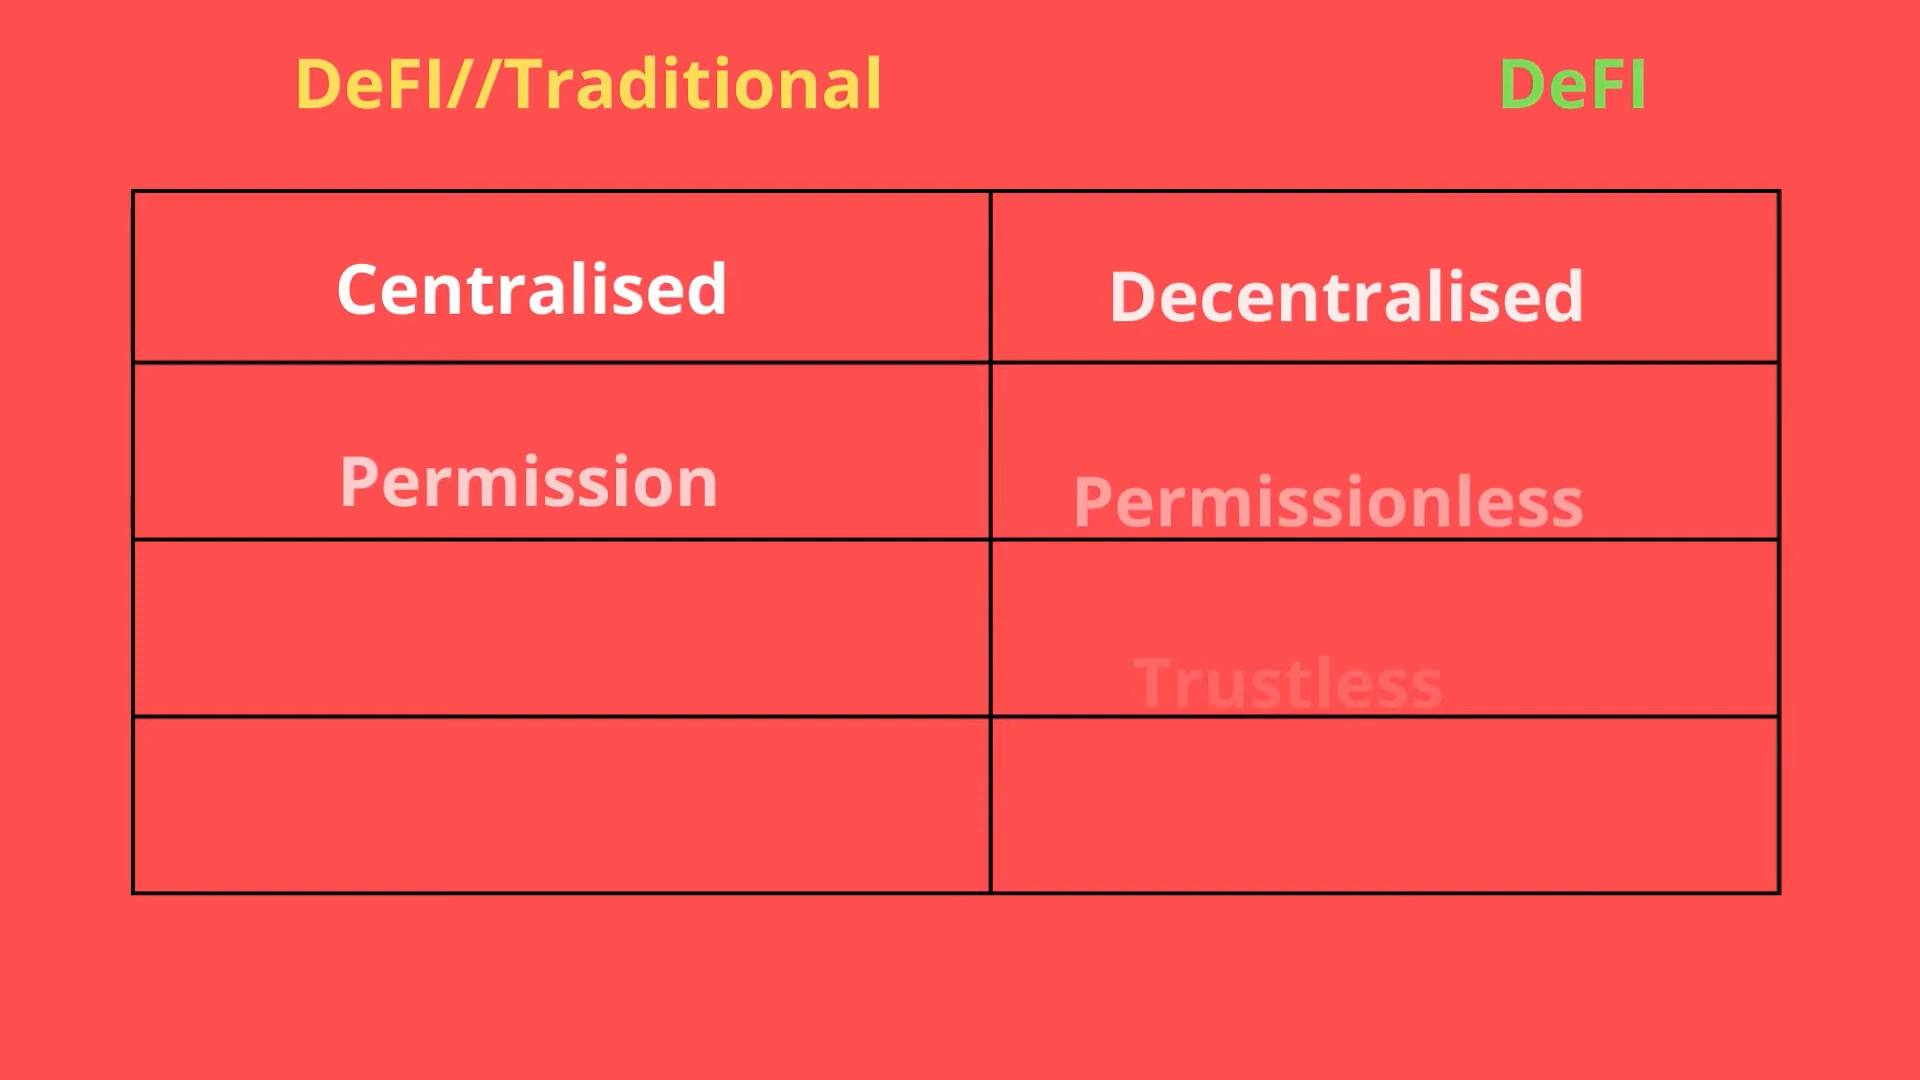 DeFI//Traditional
DeFI
Centralised
Decentralised
Permission
Permissionless
Trustless